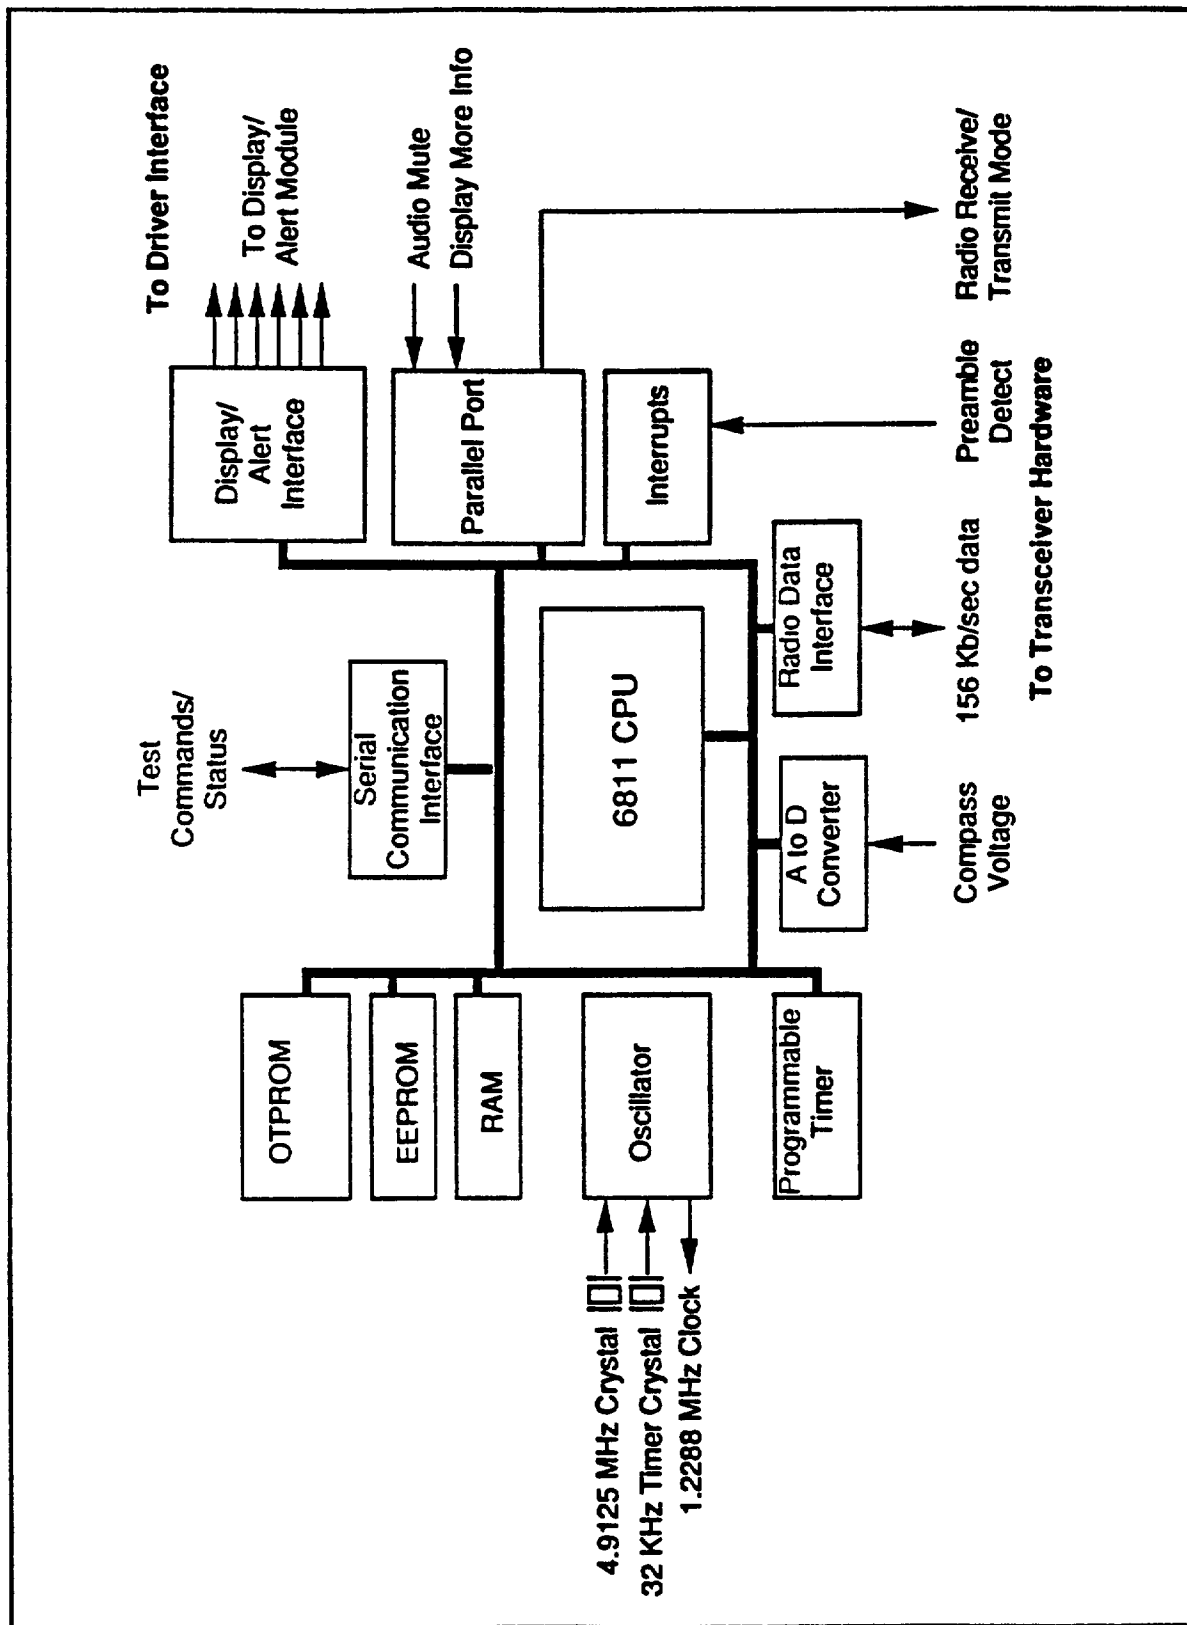 Test
Commands/
Status
To Driver Interface
To Display/
Alert Module
OTPROM
EEPROM
RAM
Serial
Communication
Interface
Display/
Alert
Interface
Audio Mute
Display More Info
Parallel Port
4.9125 MHz Crystal
32 KHz Timer Crystal
1.2288 MHz Clock
Oscillator
6811 CPU
Interrupts
Programmable
Timer
A to D
Converter
Radio Data
Interface
Compass
Voltage
156 Kb/sec data
Preamble
Detect
Radio Receive/
Transmit Mode
To Transceiver Hardware